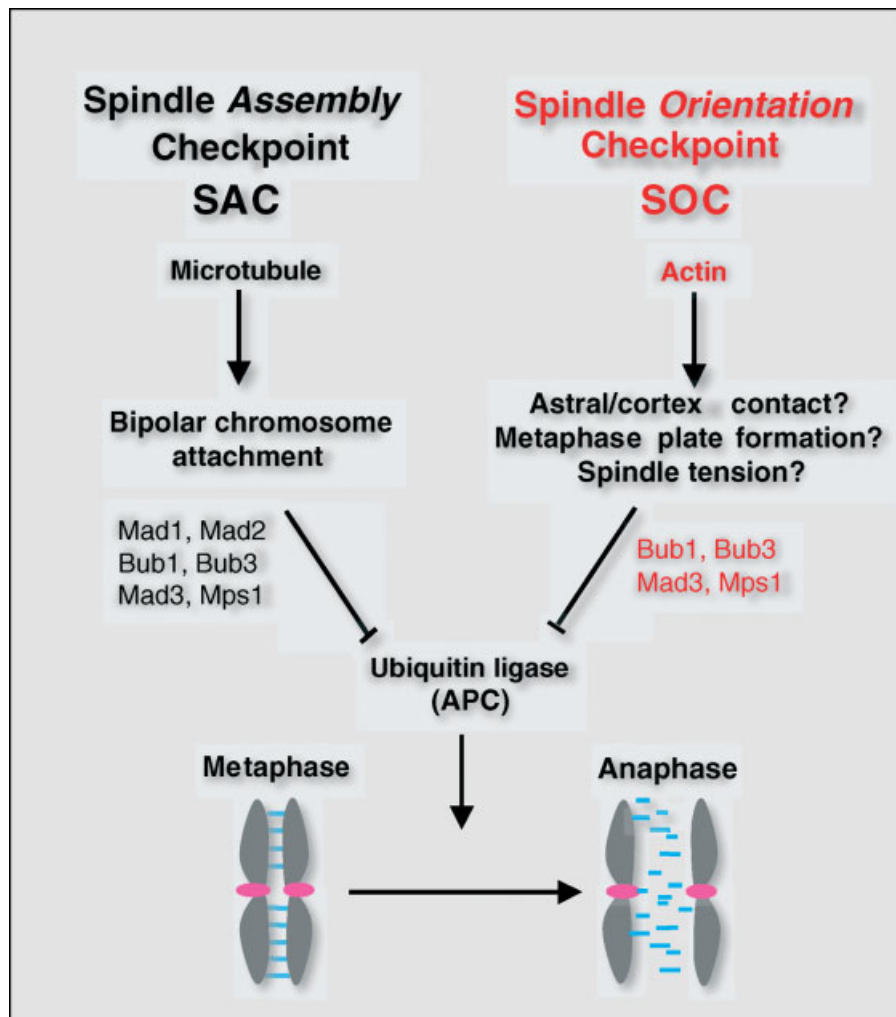 Spindle Assembly
Checkpoint
SAC
Microtubule
Bipolar chromosome
attachment
Mad1, Mad2
Bub1, Bub3
Mad3, Mps1
Spindle Orientation
Checkpoint
SOC
Actin
Astral/cortex contact?
Metaphase plate formation?
Spindle tension?
Bub1, Bub3
Mad3, Mps1
Ubiquitin ligase
(APC)
Metaphase
Anaphase